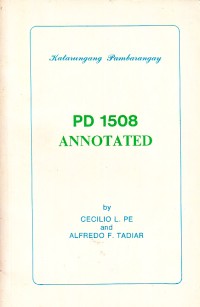 Katarungang Pambarangay
PD 1508
ANNOTATED
by
CECILIO L. PE
and
ALFREDO F. TADIAR